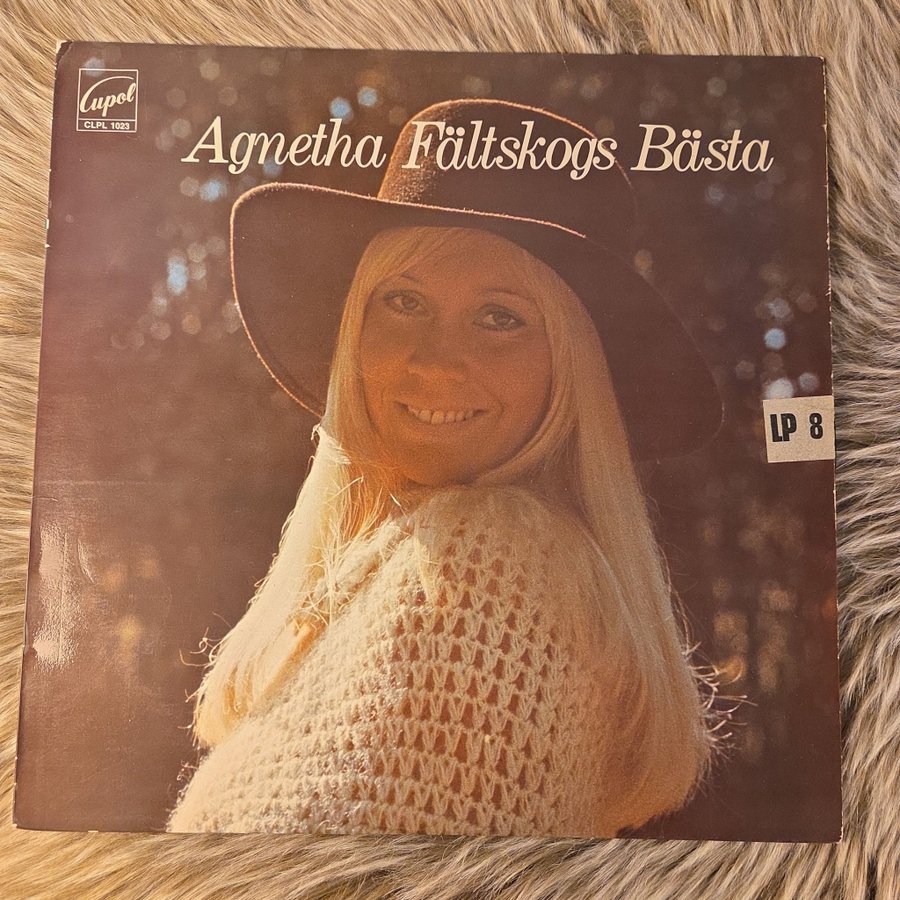 Cupol
CLPL 1023
Agnetha Fältskogs Bästa
LP 8